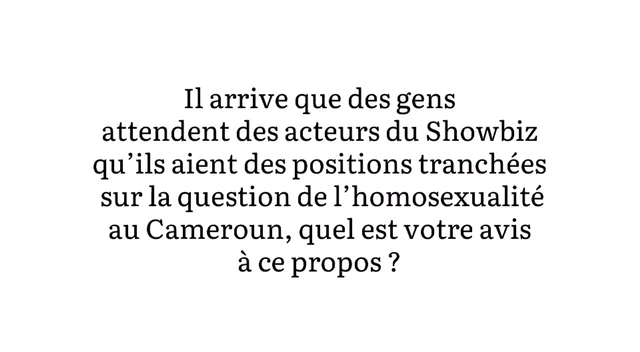 Il arrive que des gens
attendent des acteurs du Showbiz
qu’ils aient des positions tranchées
sur la question de l’homosexualité
au Cameroun, quel est votre avis
à ce propos ?